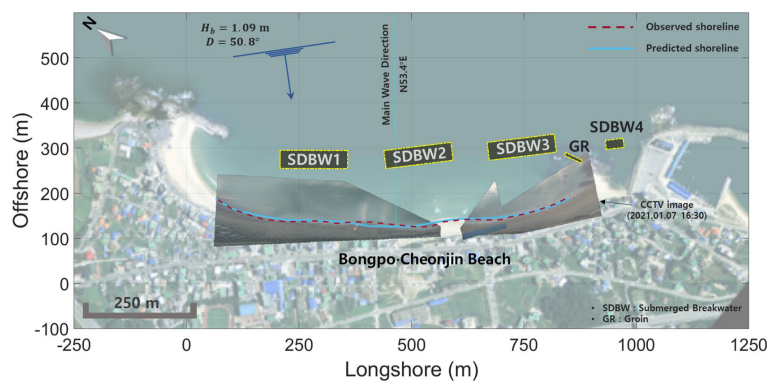 N
H_b = 1.09 m
D = 50.8°
Main Wave Direction
N53.4°E
Observed shoreline
Predicted shoreline
SDBW1
SDBW2
SDBW3
GR
SDBW4
CCTV image
(2021.01.07 16:30)
Bongpo·Cheonjin Beach
250 m
• SDBW : Submerged Breakwater
• GR : Groin
Offshore (m)
500
400
300
200
100
0
-100
-250
0
250
500
750
1000
1250
Longshore (m)